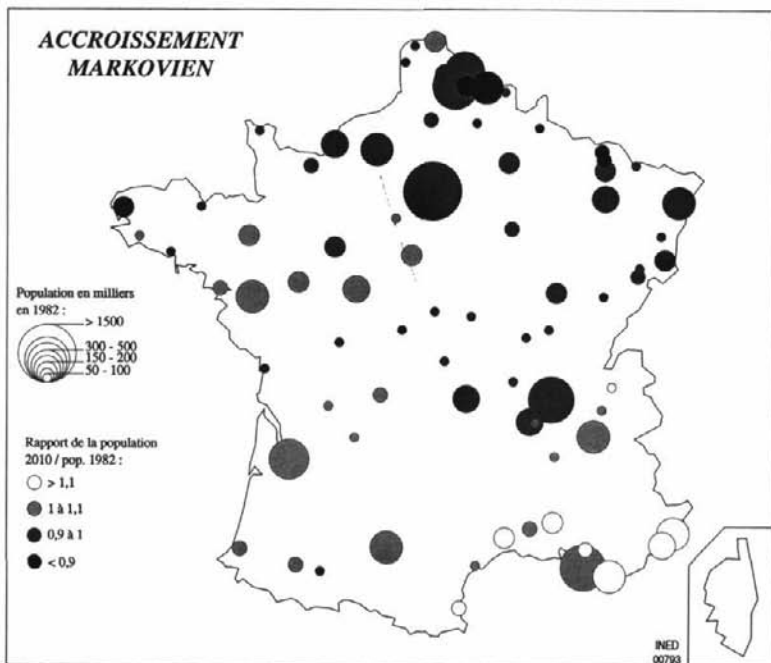 ACCROISSEMENT
MARKOVIEN
Population en milliers
en 1982 :
> 1500
300 - 500
150 - 200
50 - 100
Rapport de la population
2010 / pop. 1982 :
> 1,1
1 à 1,1
0,9 à 1
< 0,9
INED
00793